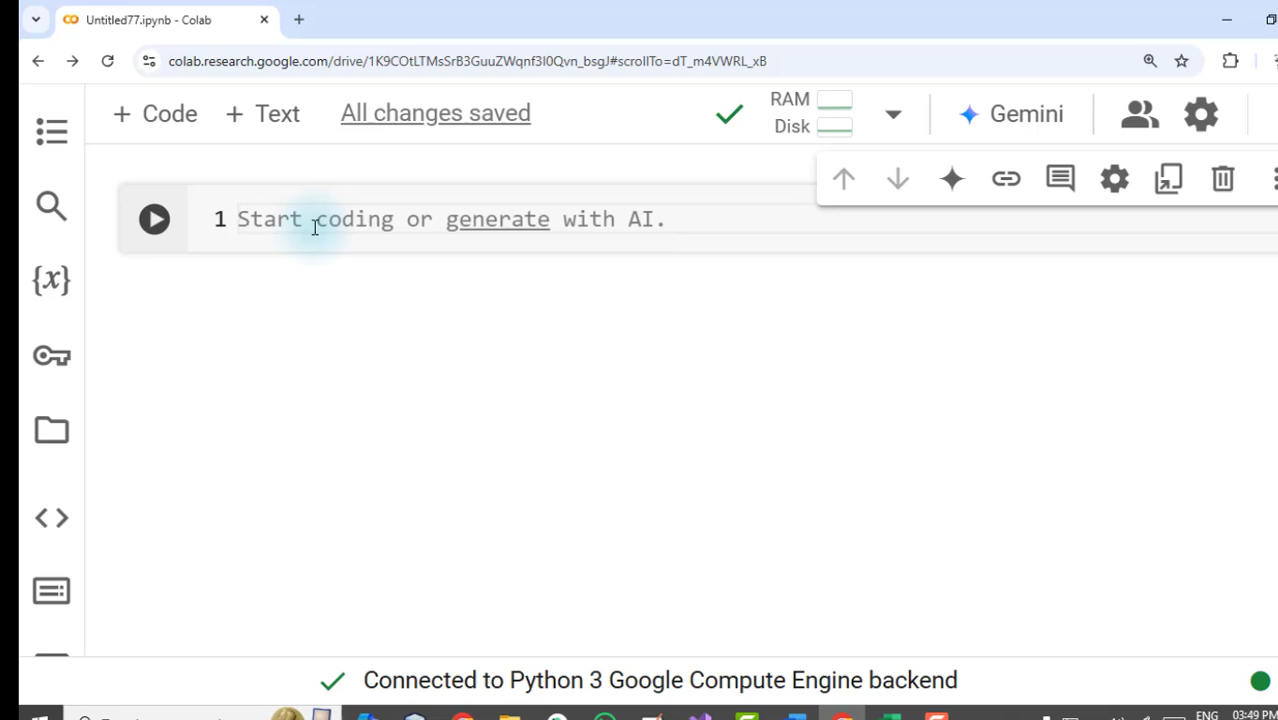 Untitled77.ipynb - Colab
colab.research.google.com/drive/1K9COtLTMsSrB3GuuZWqnf3I0Qvn_bsgJ#scrollTo=dT_m4VWRL_xB
+ Code + Text All changes saved RAM Disk Gemini
1 Start coding or generate with AI.
{x}
Connected to Python 3 Google Compute Engine backend
ENG 03:49 PM